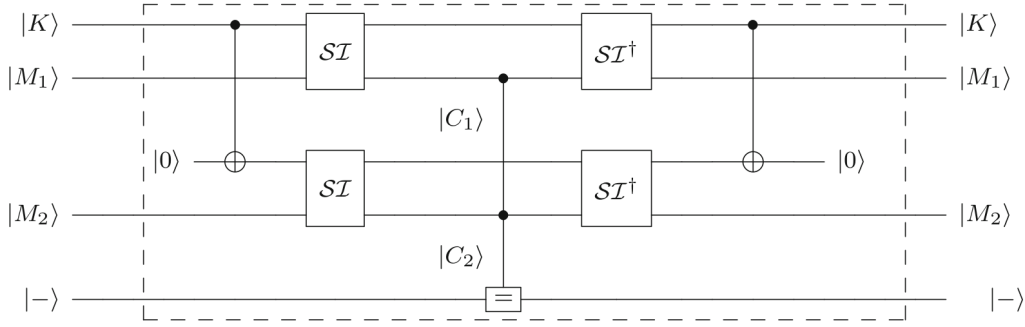 |K⟩ 𝒮ℐ 𝒮ℐ† |K⟩
|M₁⟩ |M₁⟩
|C₁⟩
|0⟩ 𝒮ℐ 𝒮ℐ† |0⟩
|M₂⟩ |M₂⟩
|C₂⟩
|−⟩ = |−⟩